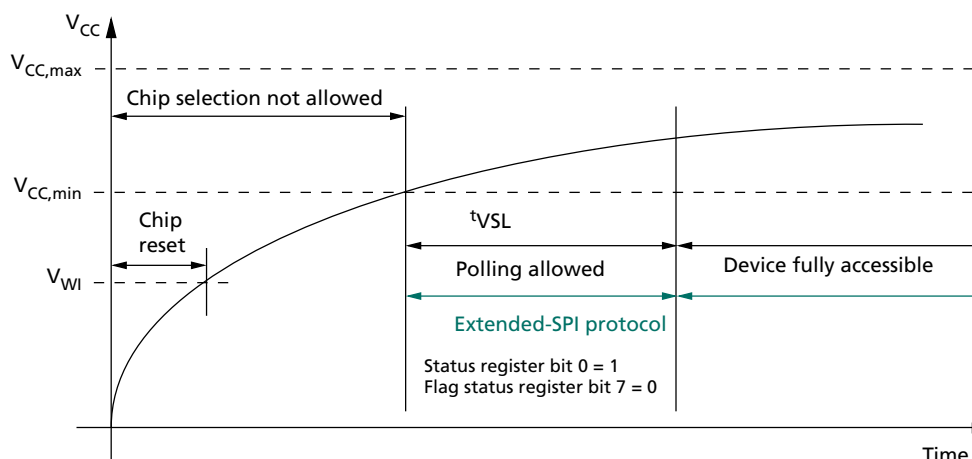 VCC
VCC,max
Chip selection not allowed
VCC,min
Chip
reset
tVSL
VWI
Polling allowed
Device fully accessible
Extended-SPI protocol
Status register bit 0 = 1
Flag status register bit 7 = 0
Time